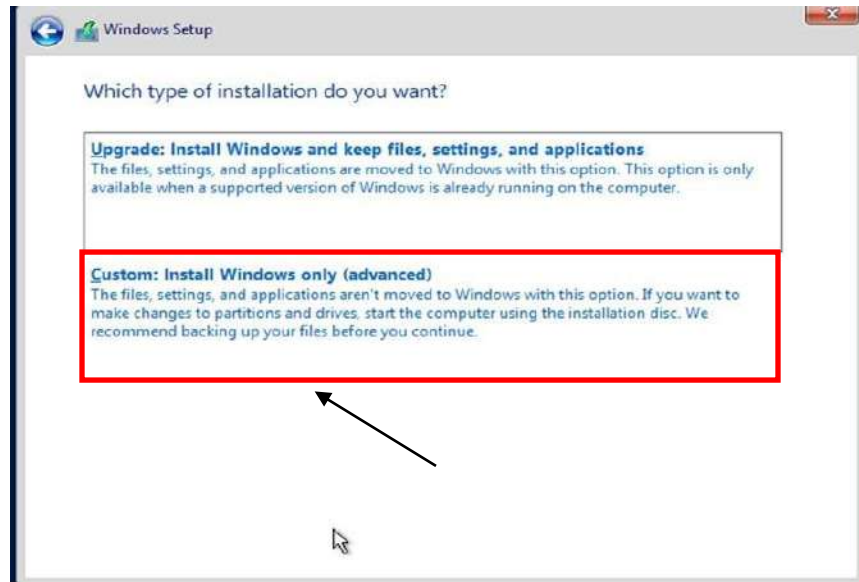 Windows Setup
Which type of installation do you want?
Upgrade: Install Windows and keep files, settings, and applications
The files, settings, and applications are moved to Windows with this option. This option is only
available when a supported version of Windows is already running on the computer.
Custom: Install Windows only (advanced)
The files, settings, and applications aren't moved to Windows with this option. If you want to
make changes to partitions and drives, start the computer using the installation disc. We
recommend backing up your files before you continue.